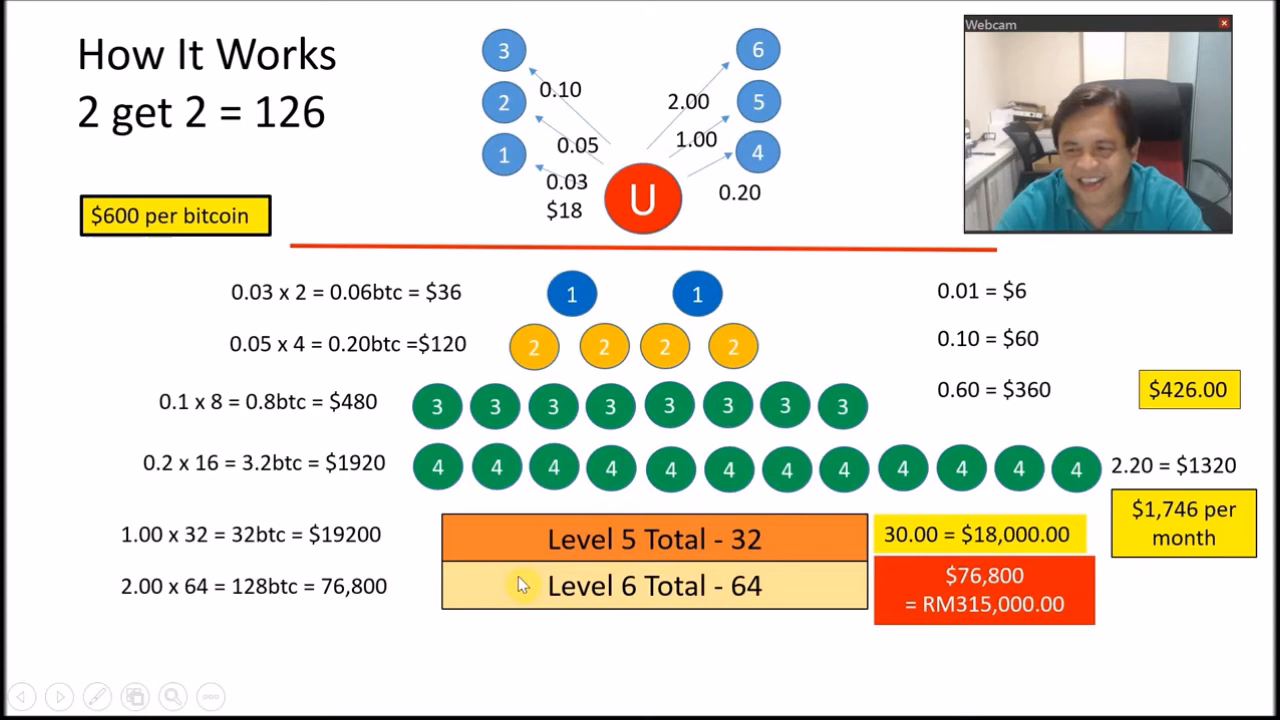 How It Works
2 get 2 = 126
$600 per bitcoin
Webcam
3
2
1
0.10
0.05
0.03
$18
U
2.00
1.00
0.20
6
5
4
0.03 x 2 = 0.06btc = $36
1 1
0.01 = $6
0.05 x 4 = 0.20btc =$120
2 2 2 2
0.10 = $60
0.1 x 8 = 0.8btc = $480
3 3 3 3 3 3 3 3
0.60 = $360
$426.00
0.2 x 16 = 3.2btc = $1920
4 4 4 4 4 4 4 4 4 4 4 4
2.20 = $1320
$1,746 per
month
1.00 x 32 = 32btc = $19200
Level 5 Total - 32
30.00 = $18,000.00
2.00 x 64 = 128btc = 76,800
Level 6 Total - 64
$76,800
= RM315,000.00